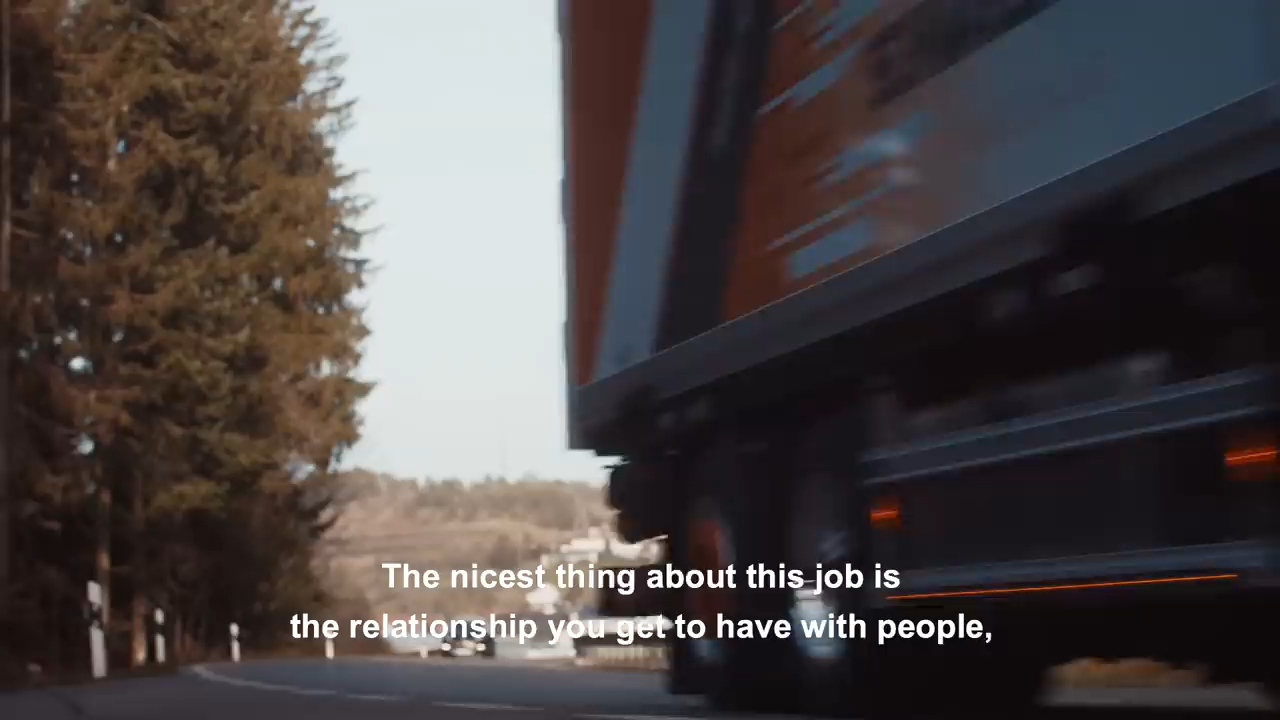 The nicest thing about this job is
the relationship you get to have with people,